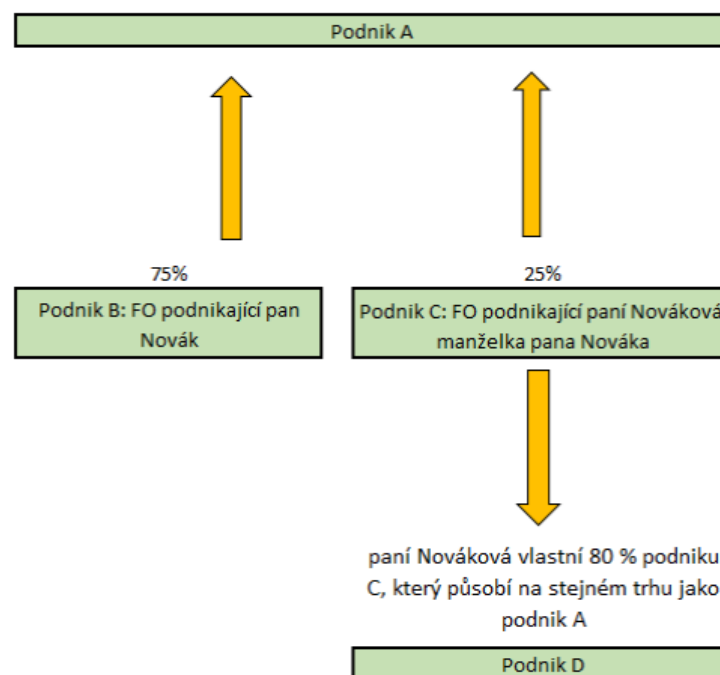 Podnik A
75%
Podnik B: FO podnikající pan
Novák
25%
Podnik C: FO podnikající paní Nováková
manželka pana Nováka
paní Nováková vlastní 80 % podniku
C, který působí na stejném trhu jako
podnik A
Podnik D